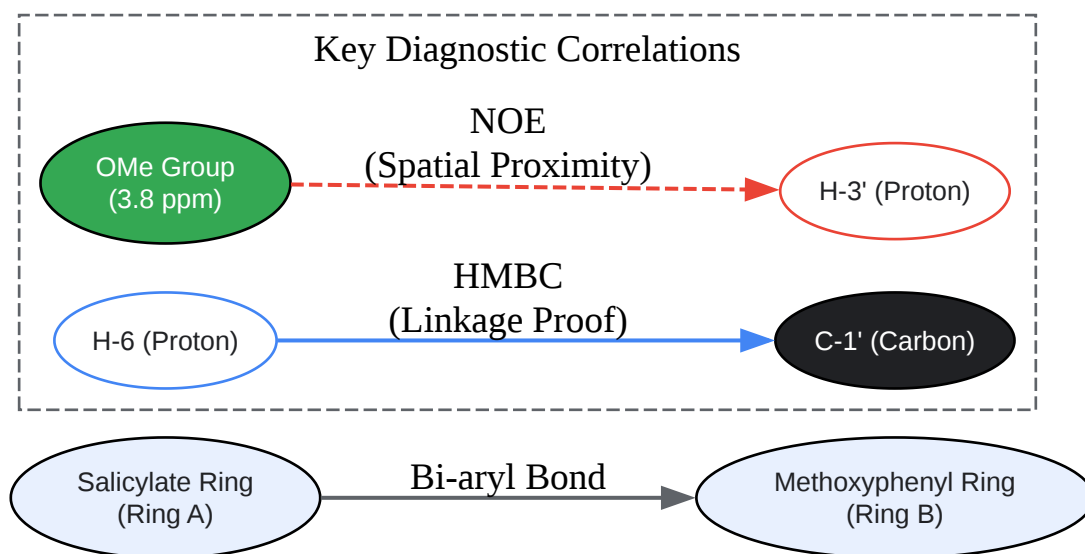 Key Diagnostic Correlations
NOE
(Spatial Proximity)
OMe Group
(3.8 ppm)
H-3' (Proton)
HMBC
(Linkage Proof)
H-6 (Proton)
C-1' (Carbon)
Salicylate Ring
(Ring A)
Bi-aryl Bond
Methoxyphenyl Ring
(Ring B)